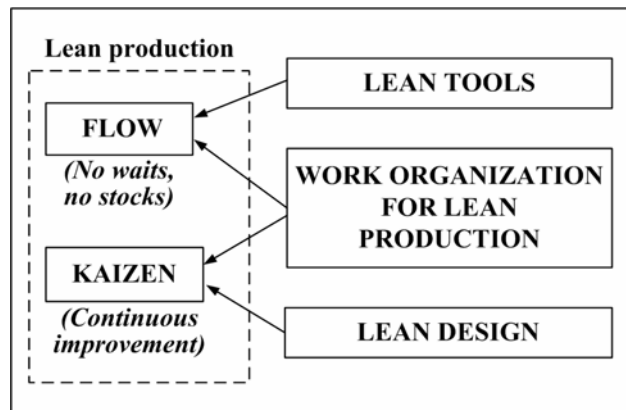 Lean production
FLOW
(No waits,
no stocks)
KAIZEN
(Continuous
improvement)
LEAN TOOLS
WORK ORGANIZATION
FOR LEAN
PRODUCTION
LEAN DESIGN